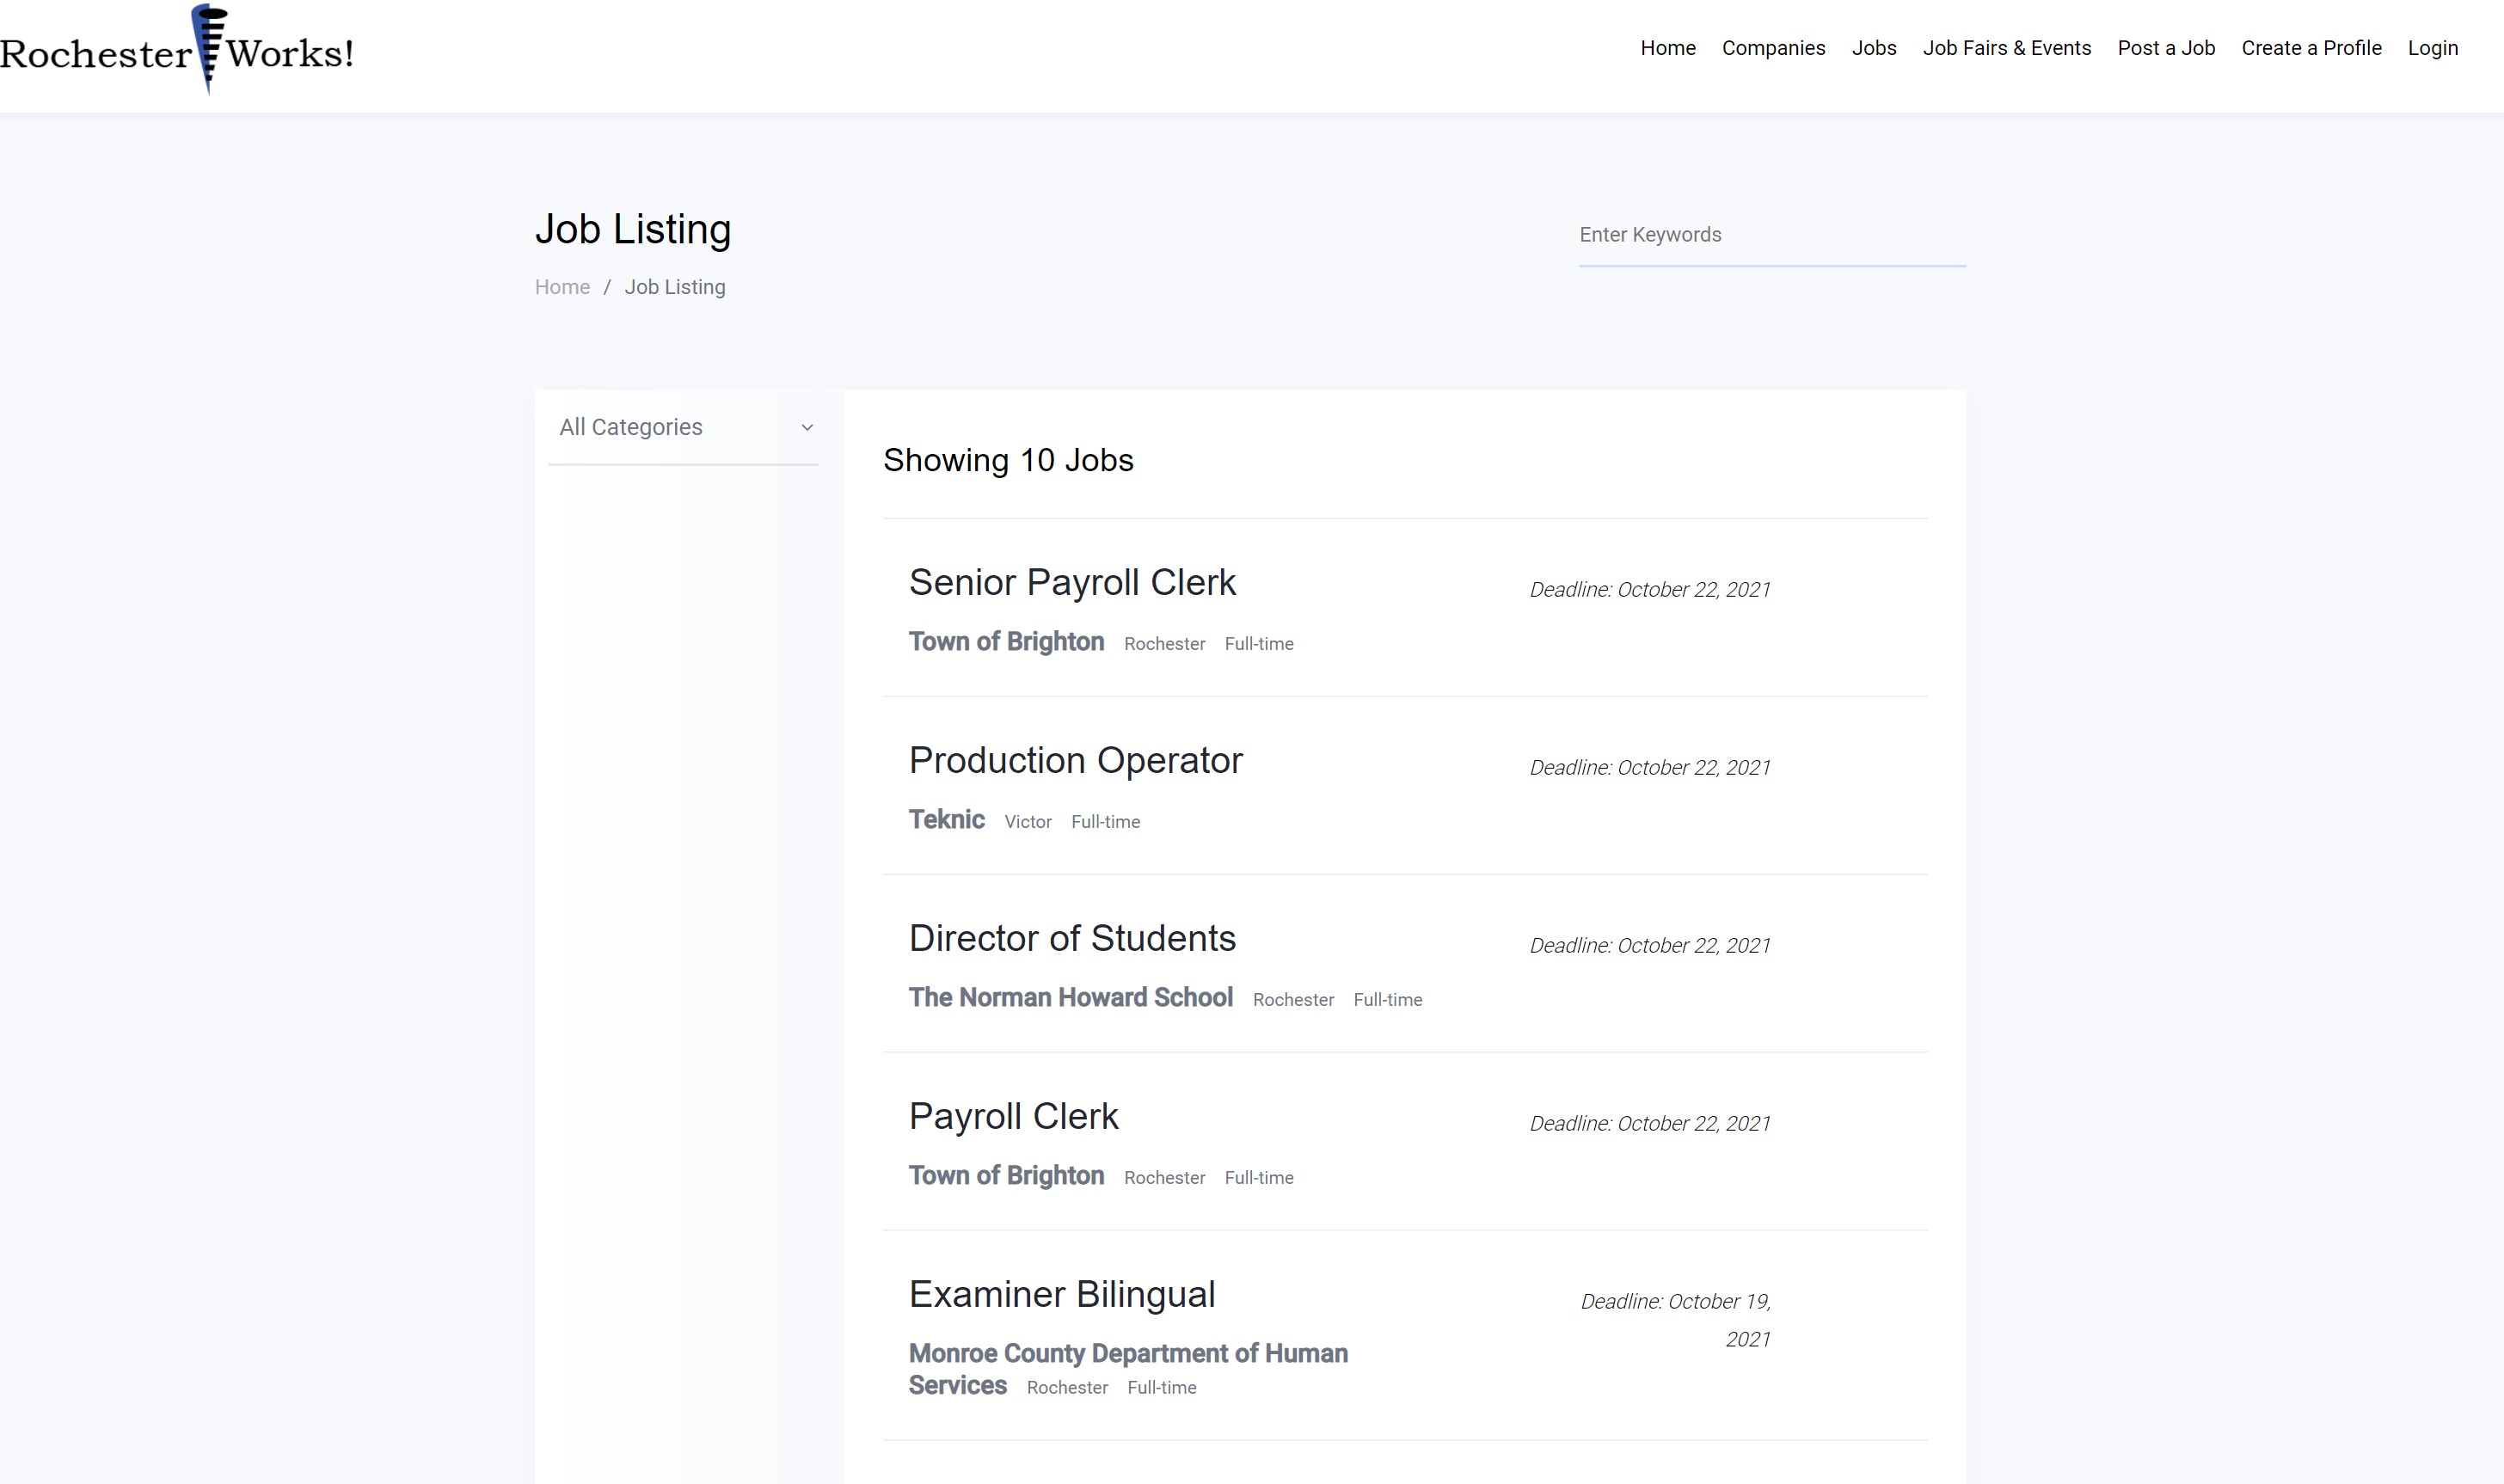 Rochester Works!
Home Companies Jobs Job Fairs & Events Post a Job Create a Profile Login
Job Listing
Enter Keywords
Home / Job Listing
All Categories
Showing 10 Jobs
Senior Payroll Clerk
Deadline: October 22, 2021
Town of Brighton Rochester Full-time
Production Operator
Deadline: October 22, 2021
Teknic Victor Full-time
Director of Students
Deadline: October 22, 2021
The Norman Howard School Rochester Full-time
Payroll Clerk
Deadline: October 22, 2021
Town of Brighton Rochester Full-time
Examiner Bilingual
Deadline: October 19,
2021
Monroe County Department of Human
Services Rochester Full-time